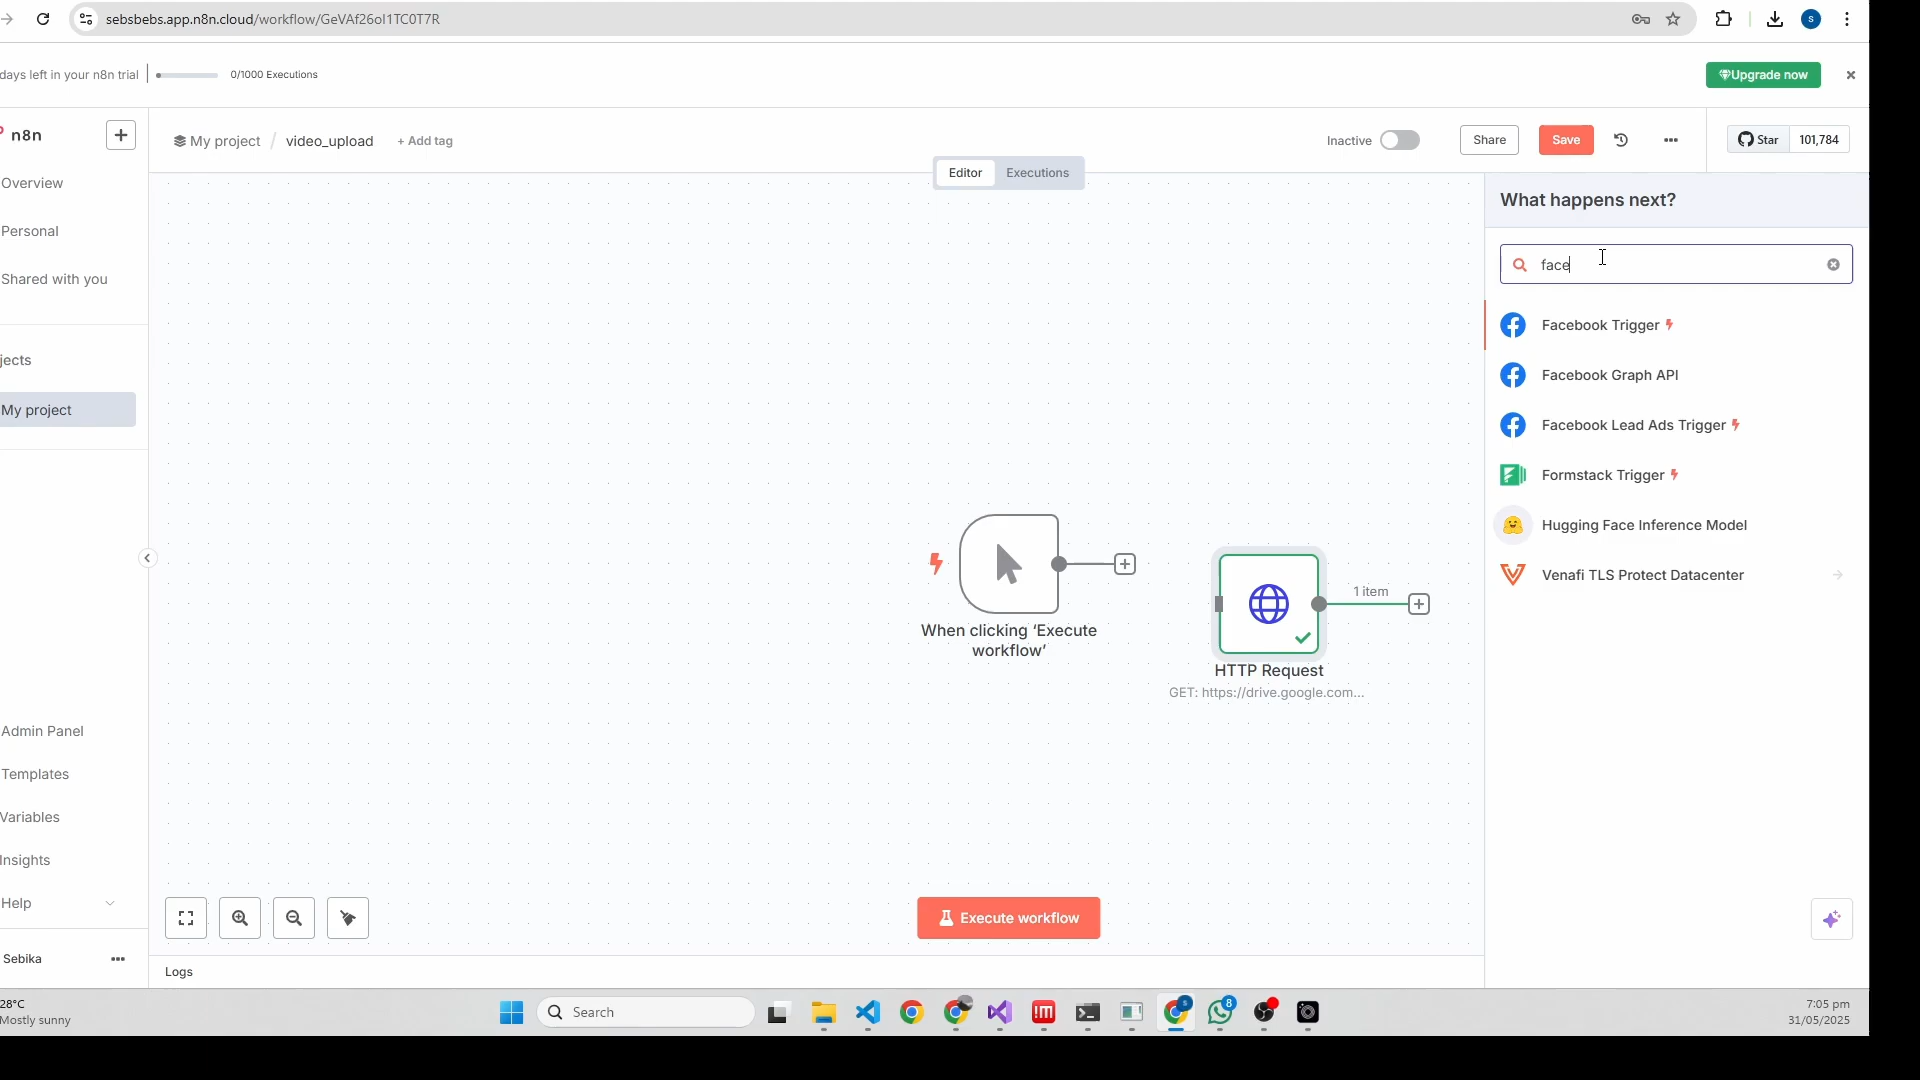 sebsbebs.app.n8n.cloud/workflow/GeVAf26oI1TC0T7R
days left in your n8n trial
0/1000 Executions
Upgrade now
n8n
My project / video_upload
+ Add tag
Inactive
Share
Save
Star
101,784
Editor
Executions
Overview
Personal
Shared with you
jects
My project
Admin Panel
Templates
Variables
Insights
Help
Sebika
When clicking ‘Execute
workflow’
1 item
HTTP Request
GET: https://drive.google.com...
Execute workflow
Logs
What happens next?
face
Facebook Trigger
Facebook Graph API
Facebook Lead Ads Trigger
Formstack Trigger
Hugging Face Inference Model
Venafi TLS Protect Datacenter
28°C
Mostly sunny
Search
8
7:05 pm
31/05/2025